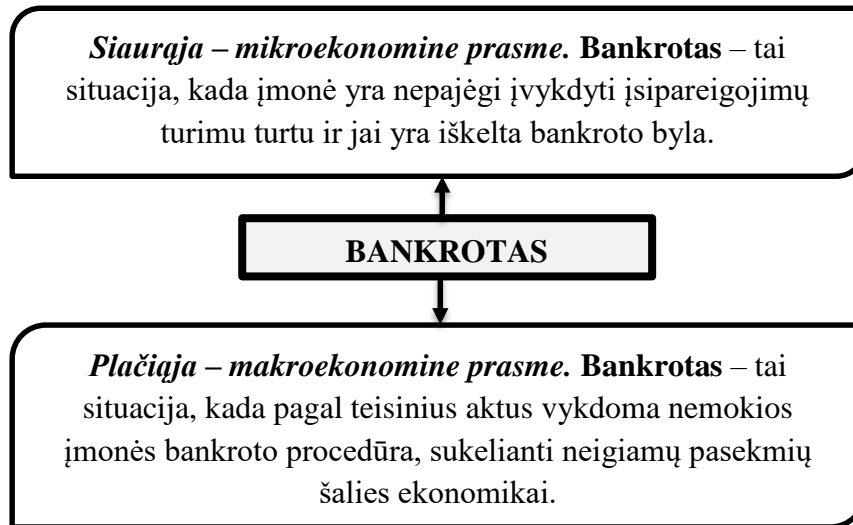 Siaurąja – mikroekonomine prasme. Bankrotas – tai
situacija, kada įmonė yra nepajėgi įvykdyti įsipareigojimų
turimu turtu ir jai yra iškelta bankroto byla.
BANKROTAS
Plačiąja – makroekonomine prasme. Bankrotas – tai
situacija, kada pagal teisinius aktus vykdoma nemokios
įmonės bankroto procedūra, sukelianti neigiamų pasekmių
šalies ekonomikai.